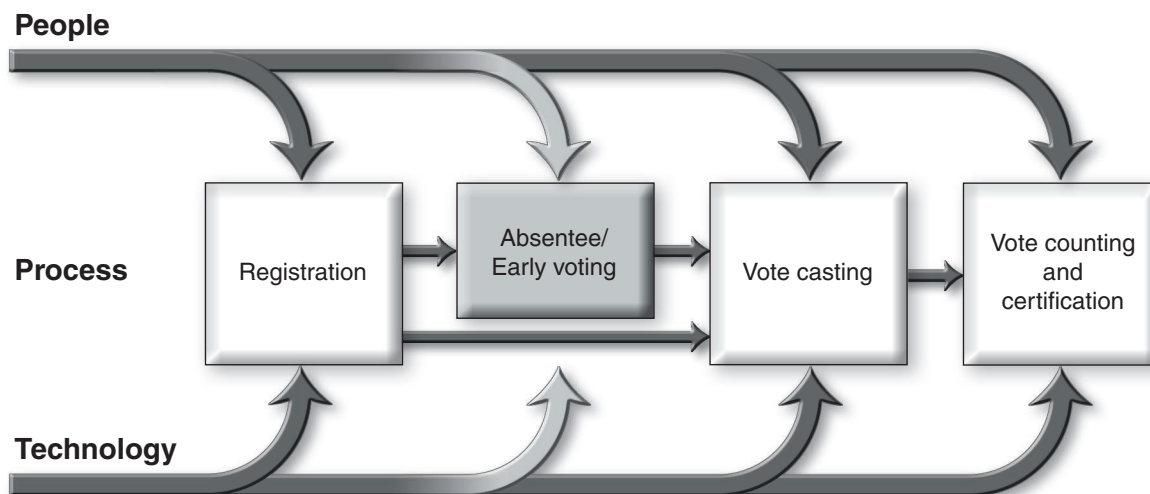 People
Process
Registration
Absentee/
Early voting
Vote casting
Vote counting
and
certification
Technology